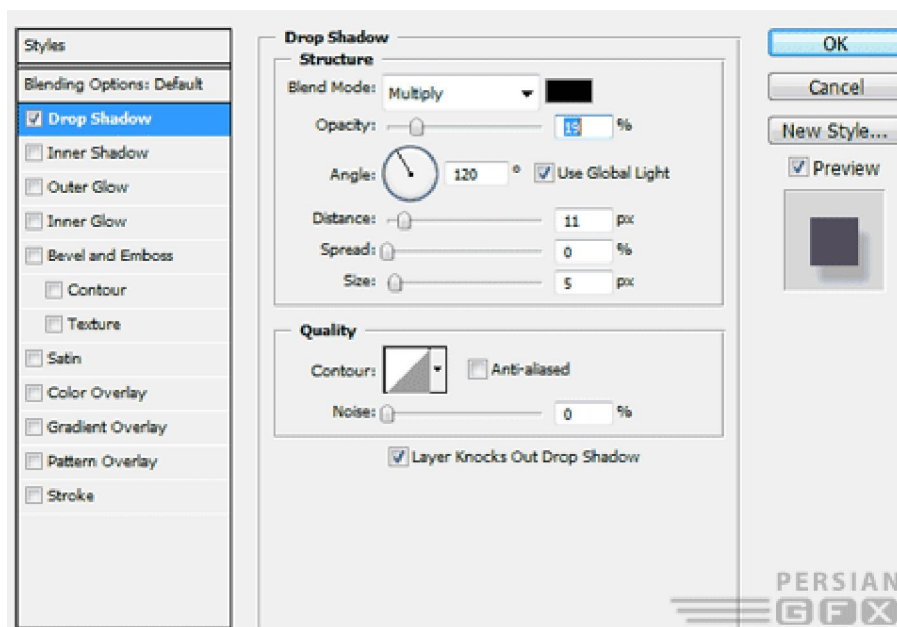 Styles
Blending Options: Default
Drop Shadow
Inner Shadow
Outer Glow
Inner Glow
Bevel and Emboss
Contour
Texture
Satin
Color Overlay
Gradient Overlay
Pattern Overlay
Stroke
Drop Shadow
Structure
Blend Mode: Multiply
Opacity: 19 %
Angle: 120 ° Use Global Light
Distance: 11 px
Spread: 0 %
Size: 5 px
Quality
Contour: Anti-aliased
Noise: 0 %
Layer Knocks Out Drop Shadow
OK
Cancel
New Style...
Preview
PERSIAN
GFX